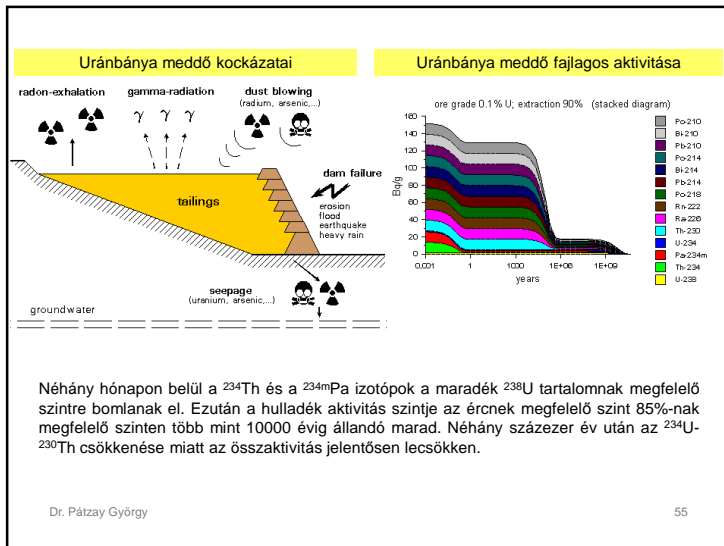 Uránbánya meddő kockázatai
radon-exhalation
gamma-radiation
dust blowing
(radium, arsenic,...)
γ γ γ
tailings
dam failure
erosion
flood
earthquake
heavy rain
seepage
(uranium, arsenic,...)
groundwater
Uránbánya meddő fajlagos aktivitása
ore grade 0.1% U; extraction 90% (stacked diagram)
Bq/g
160
140
120
100
80
60
40
20
0
0,001 1 1000 1E+06 1E+09
years
Po-210
Bi-210
Pb-210
Po-214
Bi-214
Pb-214
Po-218
Rn-222
Ra-226
Th-230
U-234
Pa-234m
Th-234
U-238
Néhány hónapon belül a ²³⁴Th és a ²³⁴ᵐPa izotópok a maradék ²³⁸U tartalomnak megfelelő
szintre bomlanak el. Ezután a hulladék aktivitás szintje az ércnek megfelelő szint 85%-nak
megfelelő szinten több mint 10000 évig állandó marad. Néhány százezer év után az ²³⁴U-
²³⁰Th csökkenése miatt az összaktivitás jelentősen lecsökken.
Dr. Pátzay György
55